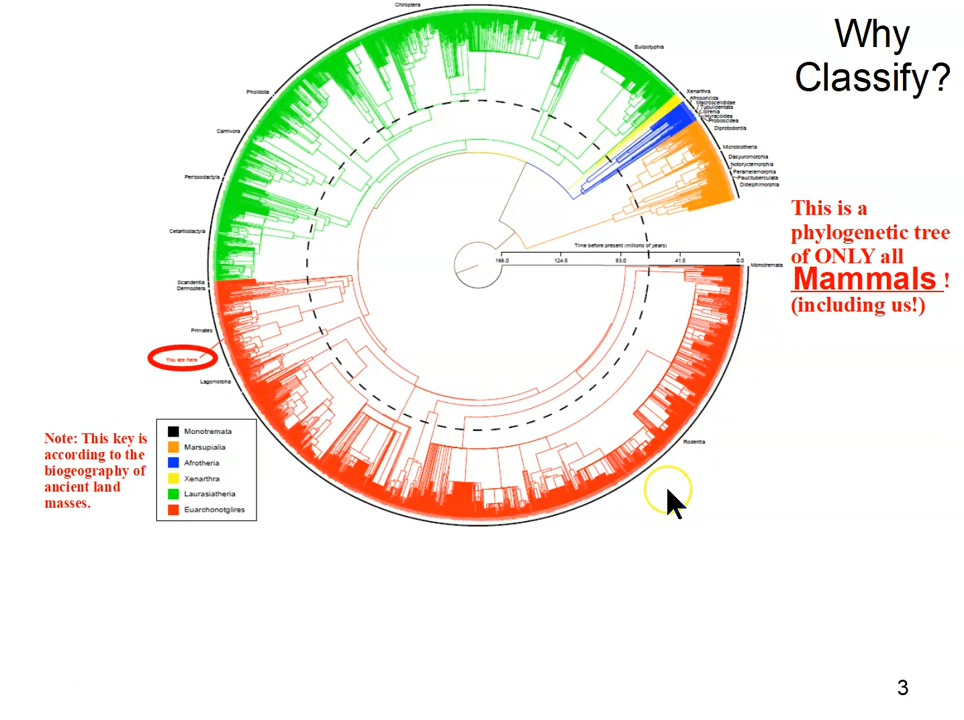 Why
Classify?
Chiroptera
Eulipotyphla
Pholidota
Carnivora
Perissodactyla
Cetartiodactyla
Scandentia
Dermoptera
Primates
You are here
Lagomorpha
Xenarthra
Afrosoricida
Macroscelididae
Tubulidentata
Sirenia
Hyracoidea
Proboscidea
Diprotodontia
Microbiotheria
Dasyuromorphia
Notoryctemorphia
Peramelemorphia
Paucituberculata
Didelphimorphia
Time before present (millions of years)
166.0 124.5 83.0 41.5 0.0
Monotremata
Rodentia
This is a
phylogenetic tree
of ONLY all
Mammals !
(including us!)
Note: This key is
according to the
biogeography of
ancient land
masses.
Monotremata
Marsupialia
Afrotheria
Xenarthra
Laurasiatheria
Euarchonotglires
3